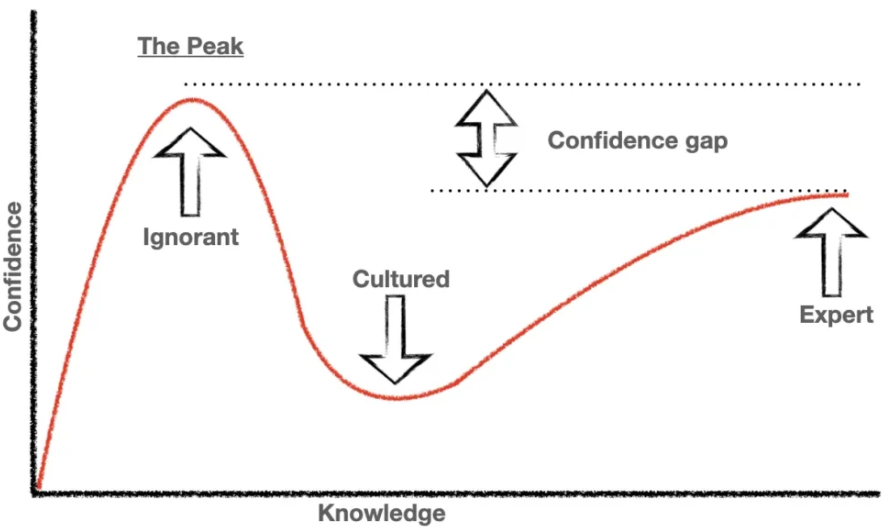 The Peak
Confidence gap
Ignorant
Cultured
Expert
Confidence
Knowledge